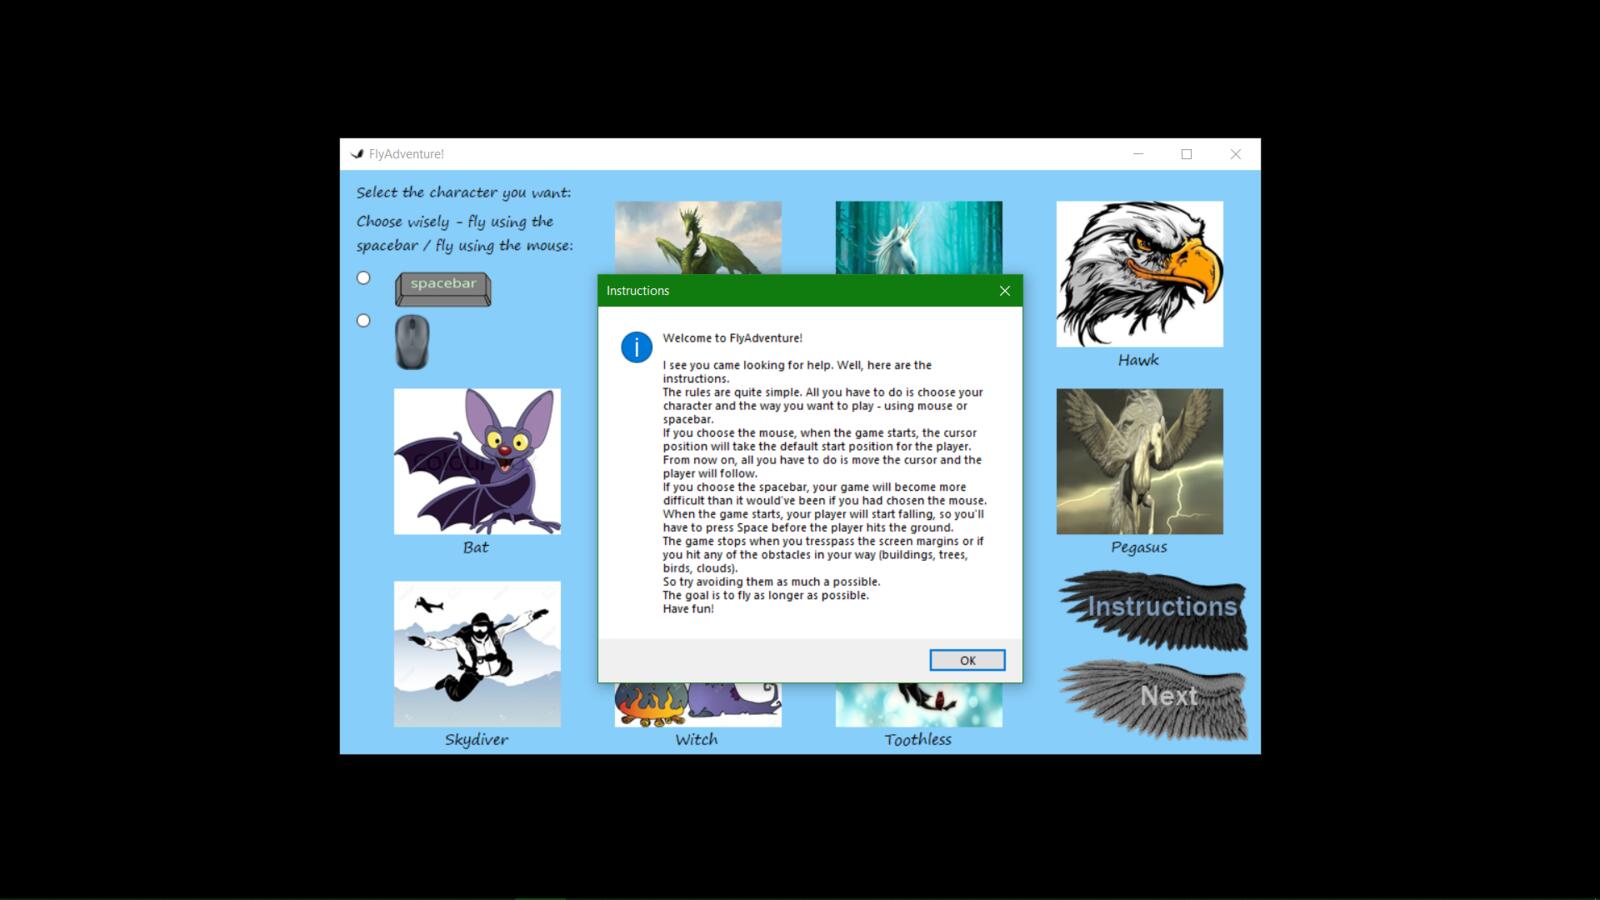 FlyAdventure!
Select the character you want:
Choose wisely - fly using the
spacebar / fly using the mouse:
spacebar
Hawk
Bat
Pegasus
Instructions
Welcome to FlyAdventure!
I see you came looking for help. Well, here are the
instructions.
The rules are quite simple. All you have to do is choose your
character and the way you want to play - using mouse or
spacebar.
If you choose the mouse, when the game starts, the cursor
position will take the default start position for the player.
From now on, all you have to do is move the cursor and the
player will follow.
If you choose the spacebar, your game will become more
difficult than it would've been if you had chosen the mouse.
When the game starts, your player will start falling, so you'll
have to press Space before the player hits the ground.
The game stops when you tresspass the screen margins or if
you hit any of the obstacles in your way (buildings, trees,
birds, clouds).
So try avoiding them as much a possible.
The goal is to fly as longer as possible.
Have fun!
OK
Instructions
Next
Skydiver
Witch
Toothless